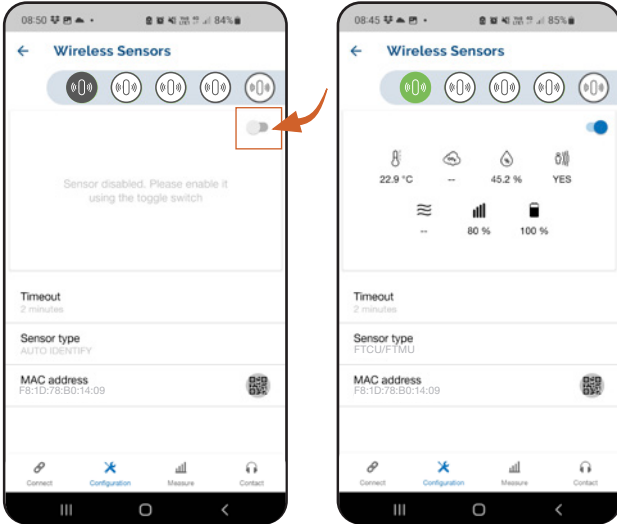 08:50
84%
Wireless Sensors
Sensor disabled. Please enable it
using the toggle switch
Timeout
2 minutes
Sensor type
AUTO IDENTIFY
MAC address
F8:1D:78:B0:14:09
Connect Configuration Measure Contact
08:45
85%
Wireless Sensors
22.9 °C -- 45.2 % YES
-- 80 % 100 %
Timeout
2 minutes
Sensor type
FTCU/FTMU
MAC address
F8:1D:78:B0:14:09
Connect Configuration Measure Contact